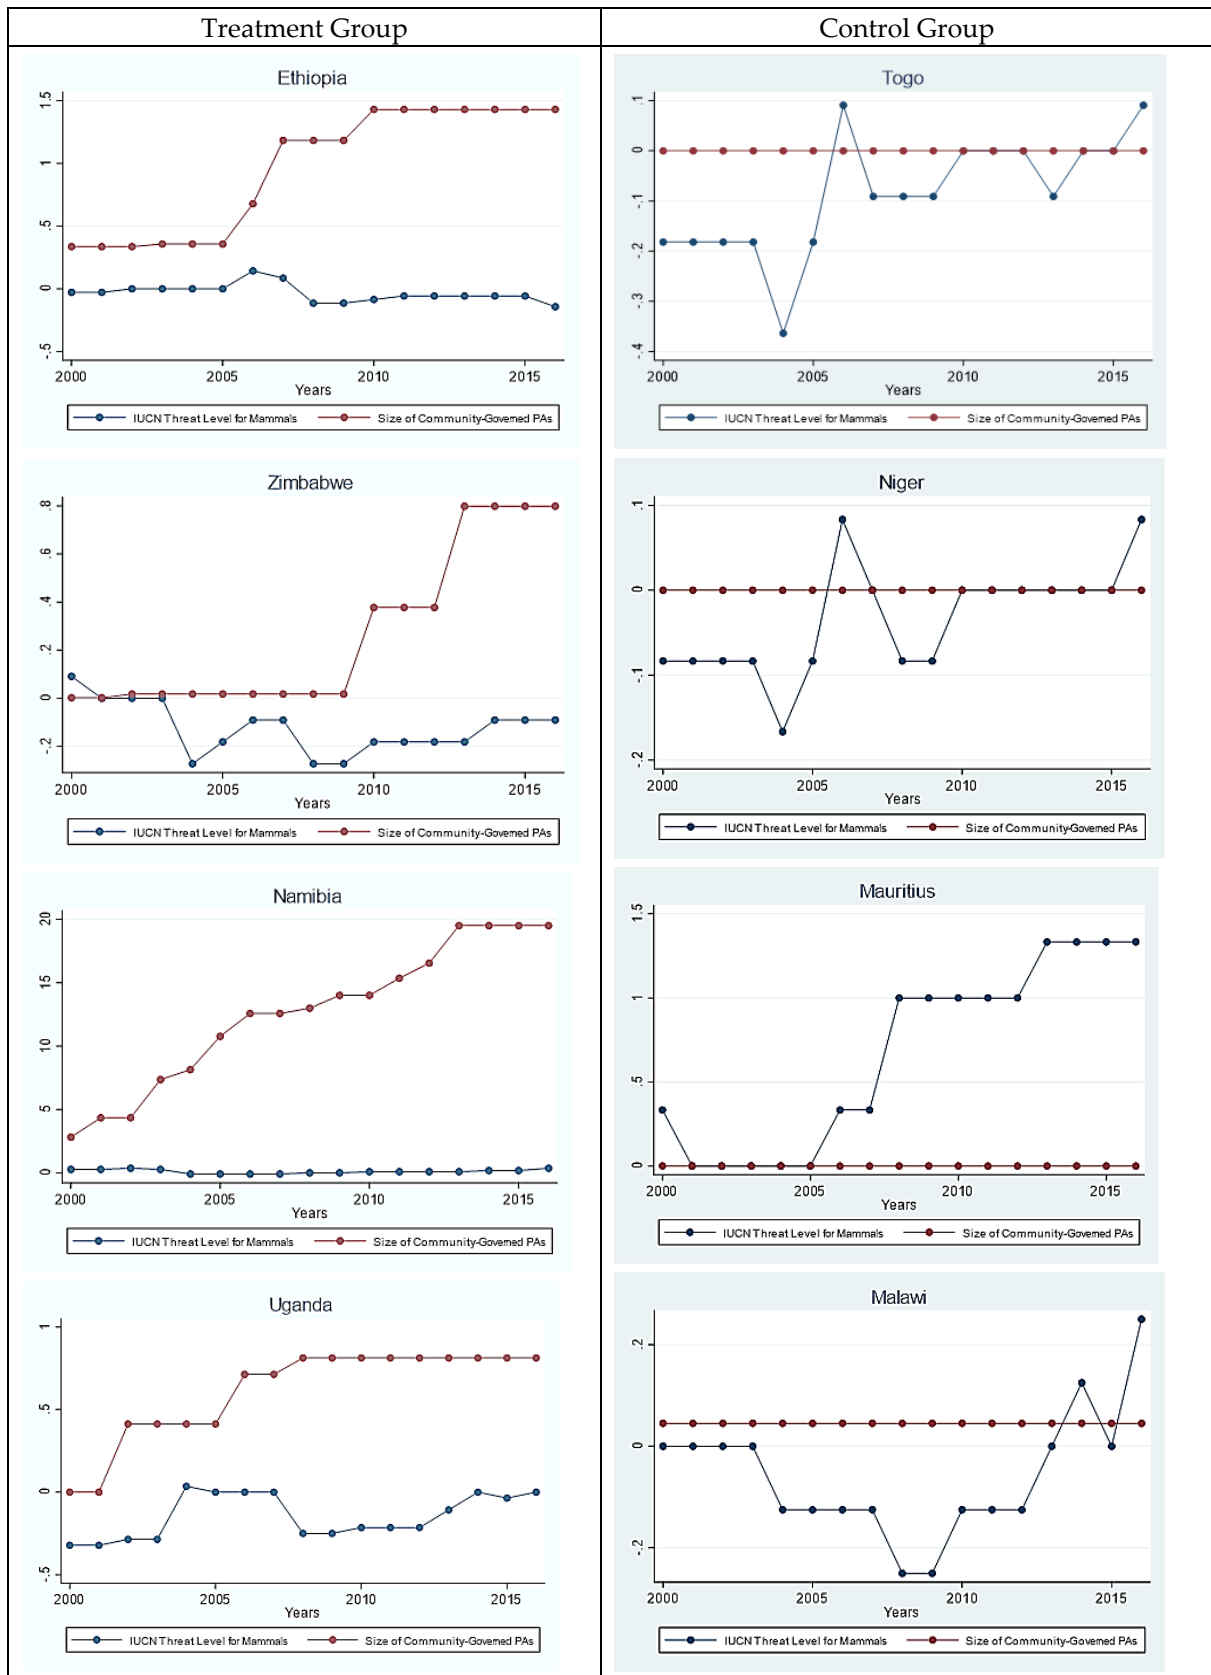 Treatment Group
Control Group
Ethiopia
1.5
1
.5
0
-.5
2000 2005 2010 2015
Years
IUCN Threat Level for Mammals Size of Community-Governed PAs
Togo
.1
0
-.1
-.2
-.3
-.4
2000 2005 2010 2015
Years
IUCN Threat Level for Mammals Size of Community-Governed PAs
Zimbabwe
.8
.6
.4
.2
0
-.2
2000 2005 2010 2015
Years
IUCN Threat Level for Mammals Size of Community-Governed PAs
Niger
.1
0
-.1
-.2
2000 2005 2010 2015
Years
IUCN Threat Level for Mammals Size of Community-Governed PAs
Namibia
20
15
10
5
0
2000 2005 2010 2015
Years
IUCN Threat Level for Mammals Size of Community-Governed PAs
Mauritius
1.5
1
.5
0
2000 2005 2010 2015
Years
IUCN Threat Level for Mammals Size of Community-Governed PAs
Uganda
1
.5
0
-.5
2000 2005 2010 2015
Years
IUCN Threat Level for Mammals Size of Community-Governed PAs
Malawi
.2
0
-.2
2000 2005 2010 2015
Years
IUCN Threat Level for Mammals Size of Community-Governed PAs